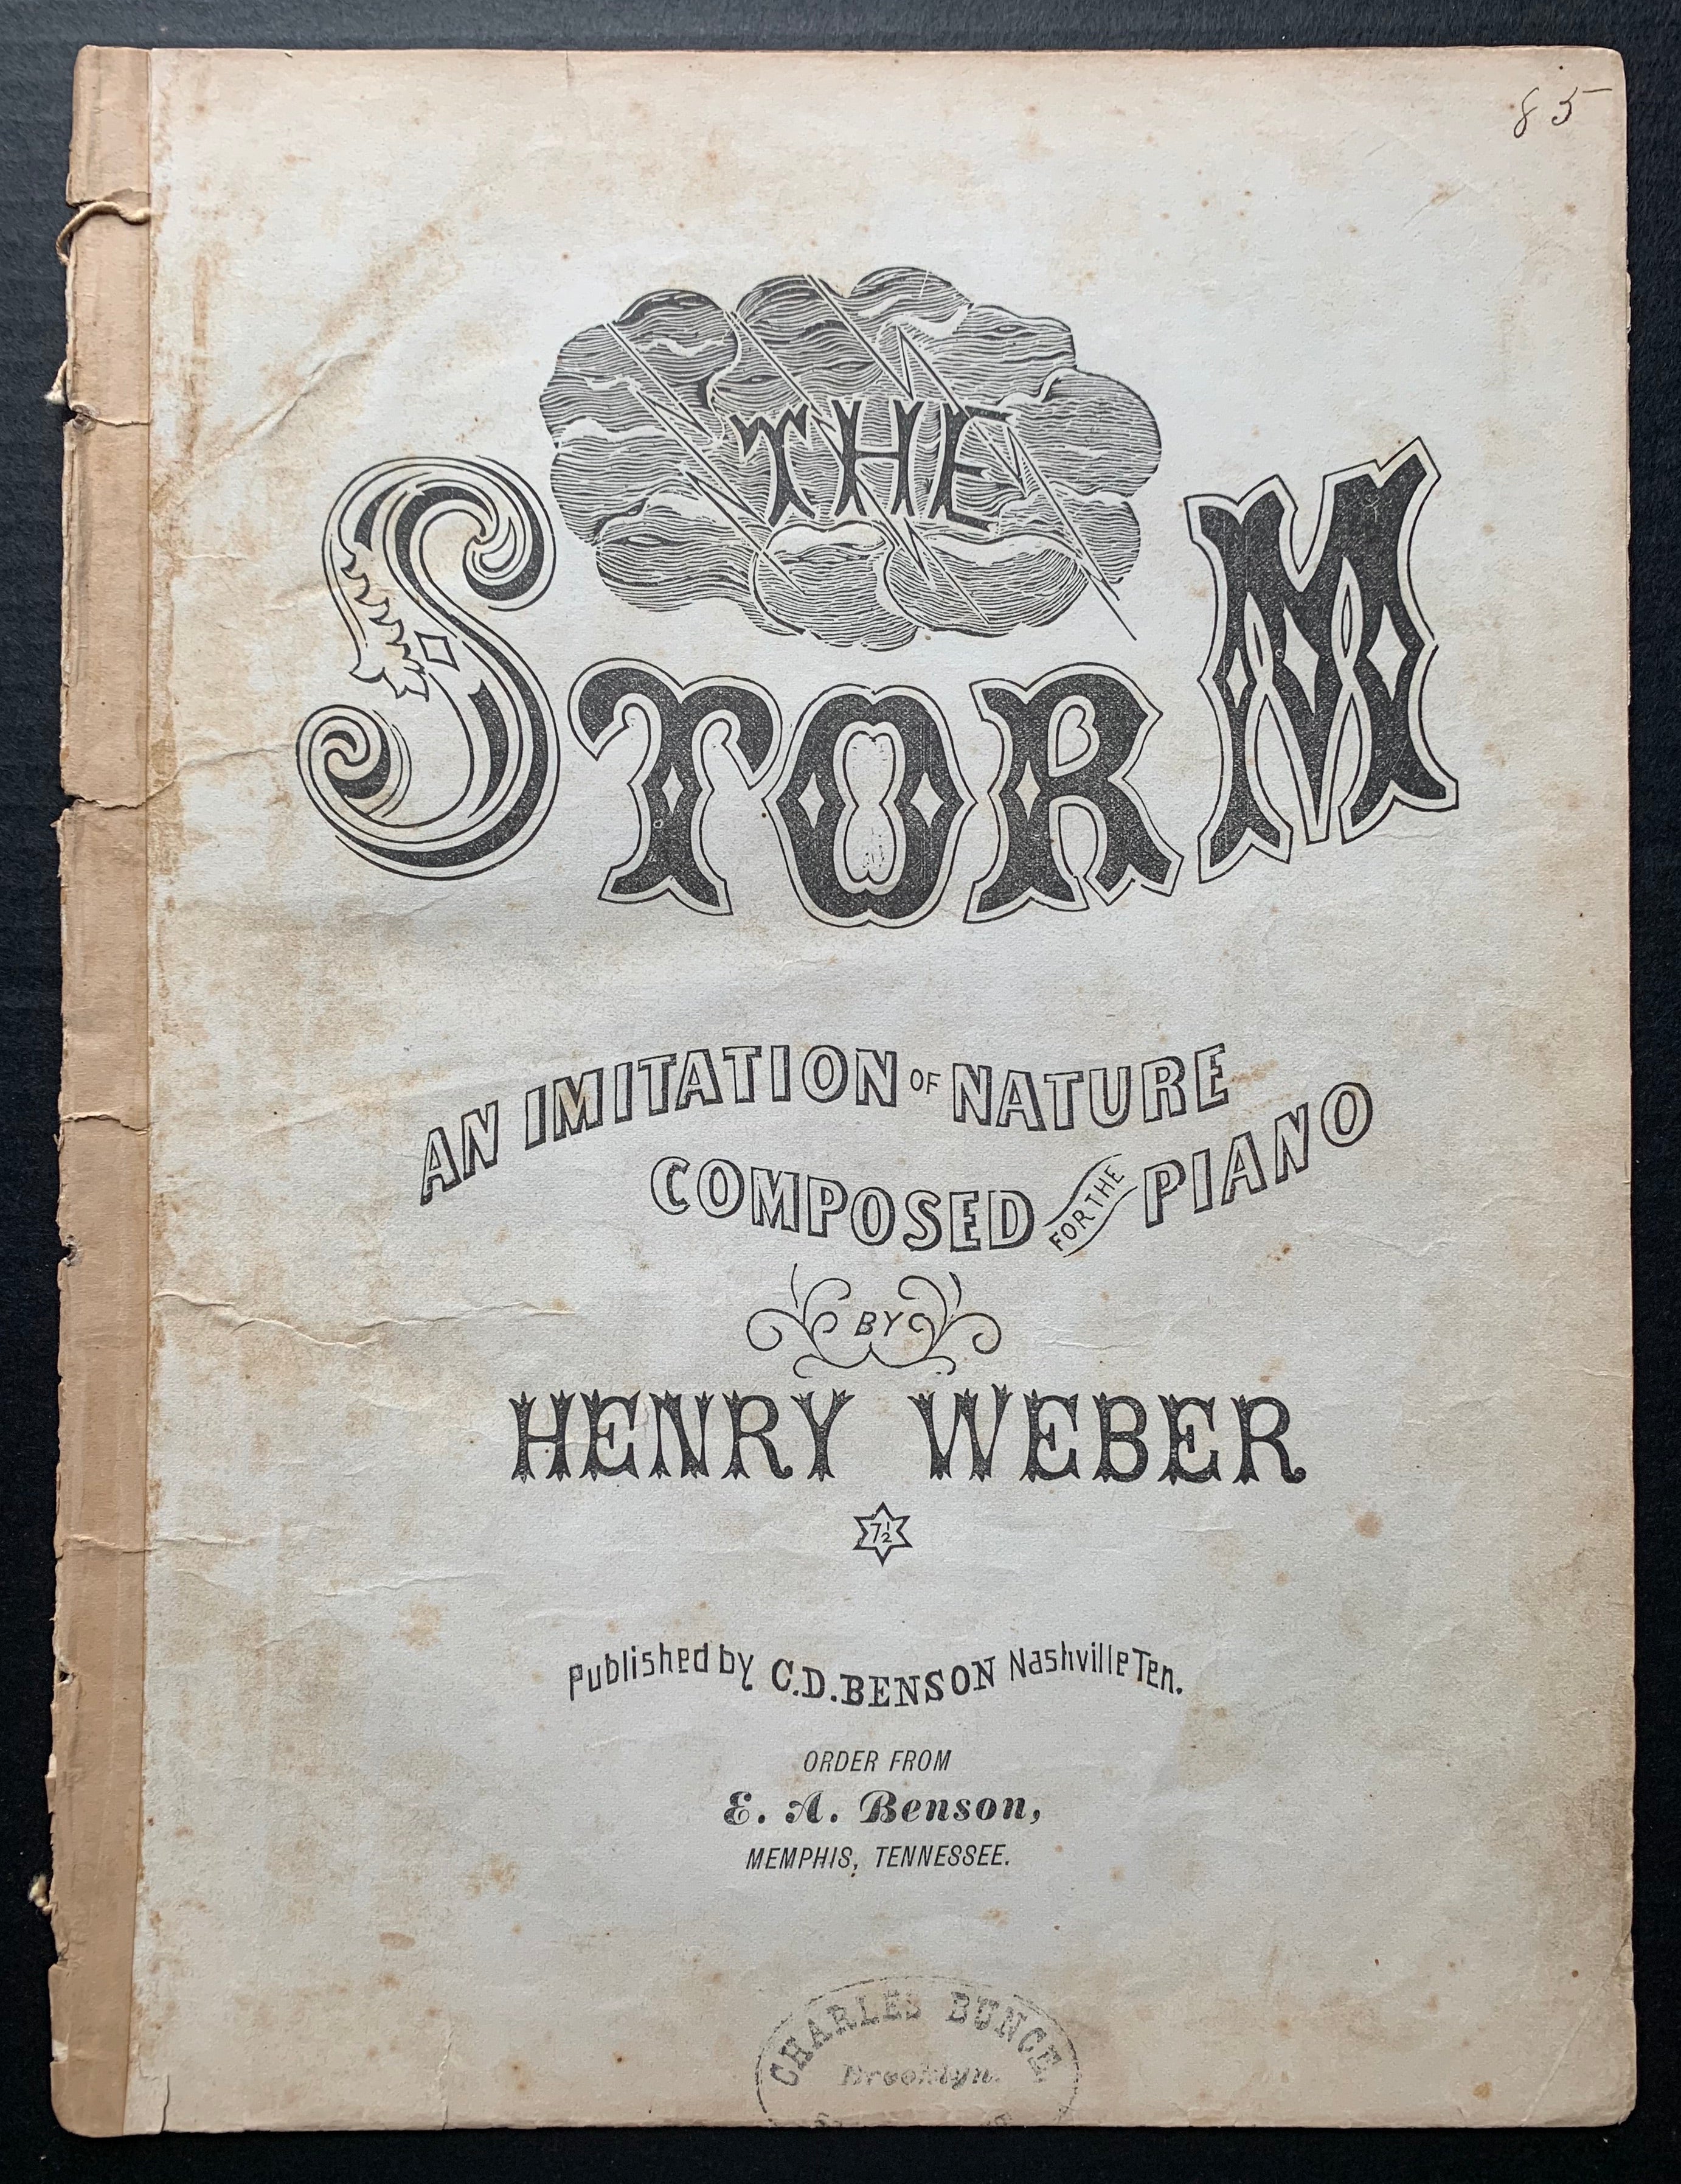 85
THE
STORM
AN IMITATION OF NATURE
COMPOSED FOR THE PIANO
BY
HENRY WEBER
7½
Published by C.D. BENSON Nashville Ten.
ORDER FROM
E. A. Benson,
MEMPHIS, TENNESSEE.
CHARLES BUNCE
Brooklyn.